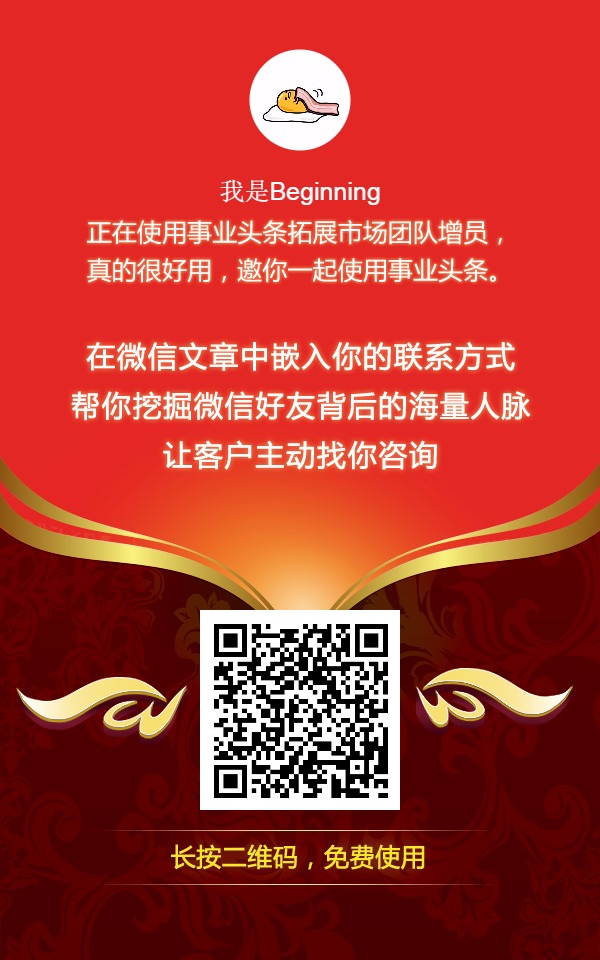 我是Beginning
正在使用事业头条拓展市场团队增员，
真的很好用，邀你一起使用事业头条。
在微信文章中嵌入你的联系方式
帮你挖掘微信好友背后的海量人脉
让客户主动找你咨询
长按二维码，免费使用